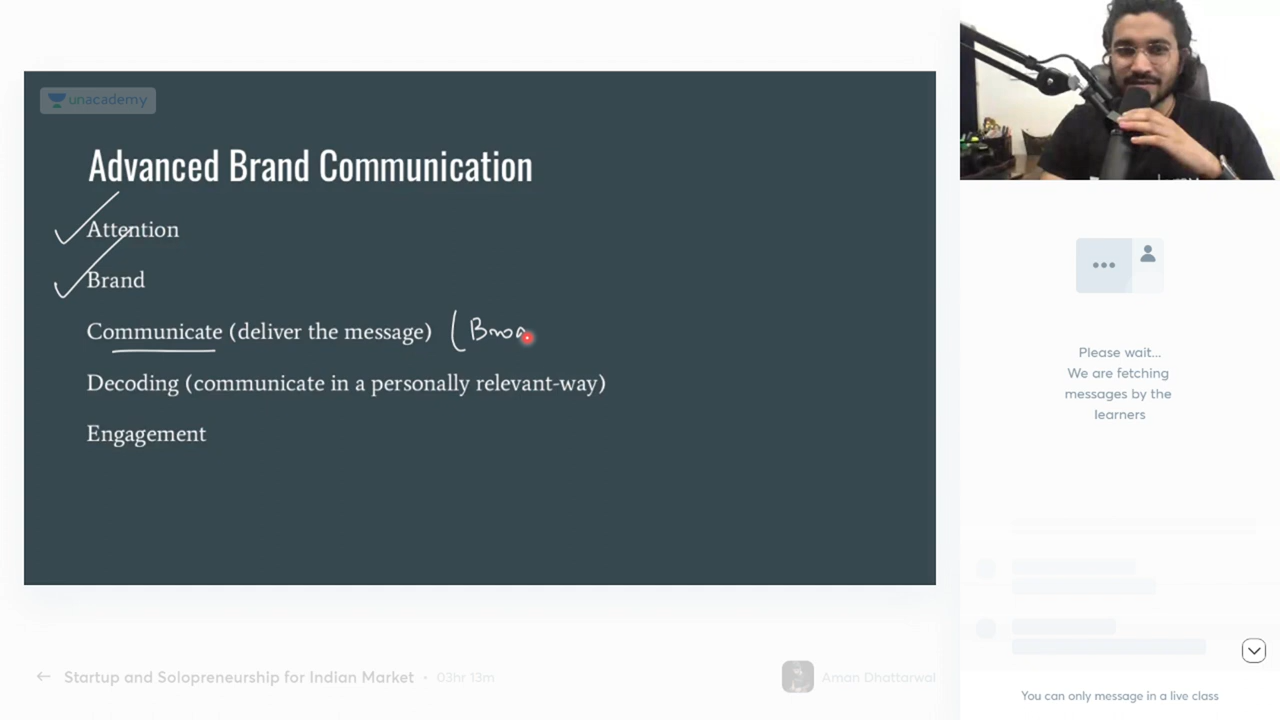 unacademy
Advanced Brand Communication
Attention
Brand
Communicate (deliver the message)
Decoding (communicate in a personally relevant-way)
Engagement
Please wait...
We are fetching
messages by the
learners
Startup and Solopreneurship for Indian Market • 03hr 13m
Aman Dhattarwal
You can only message in a live class